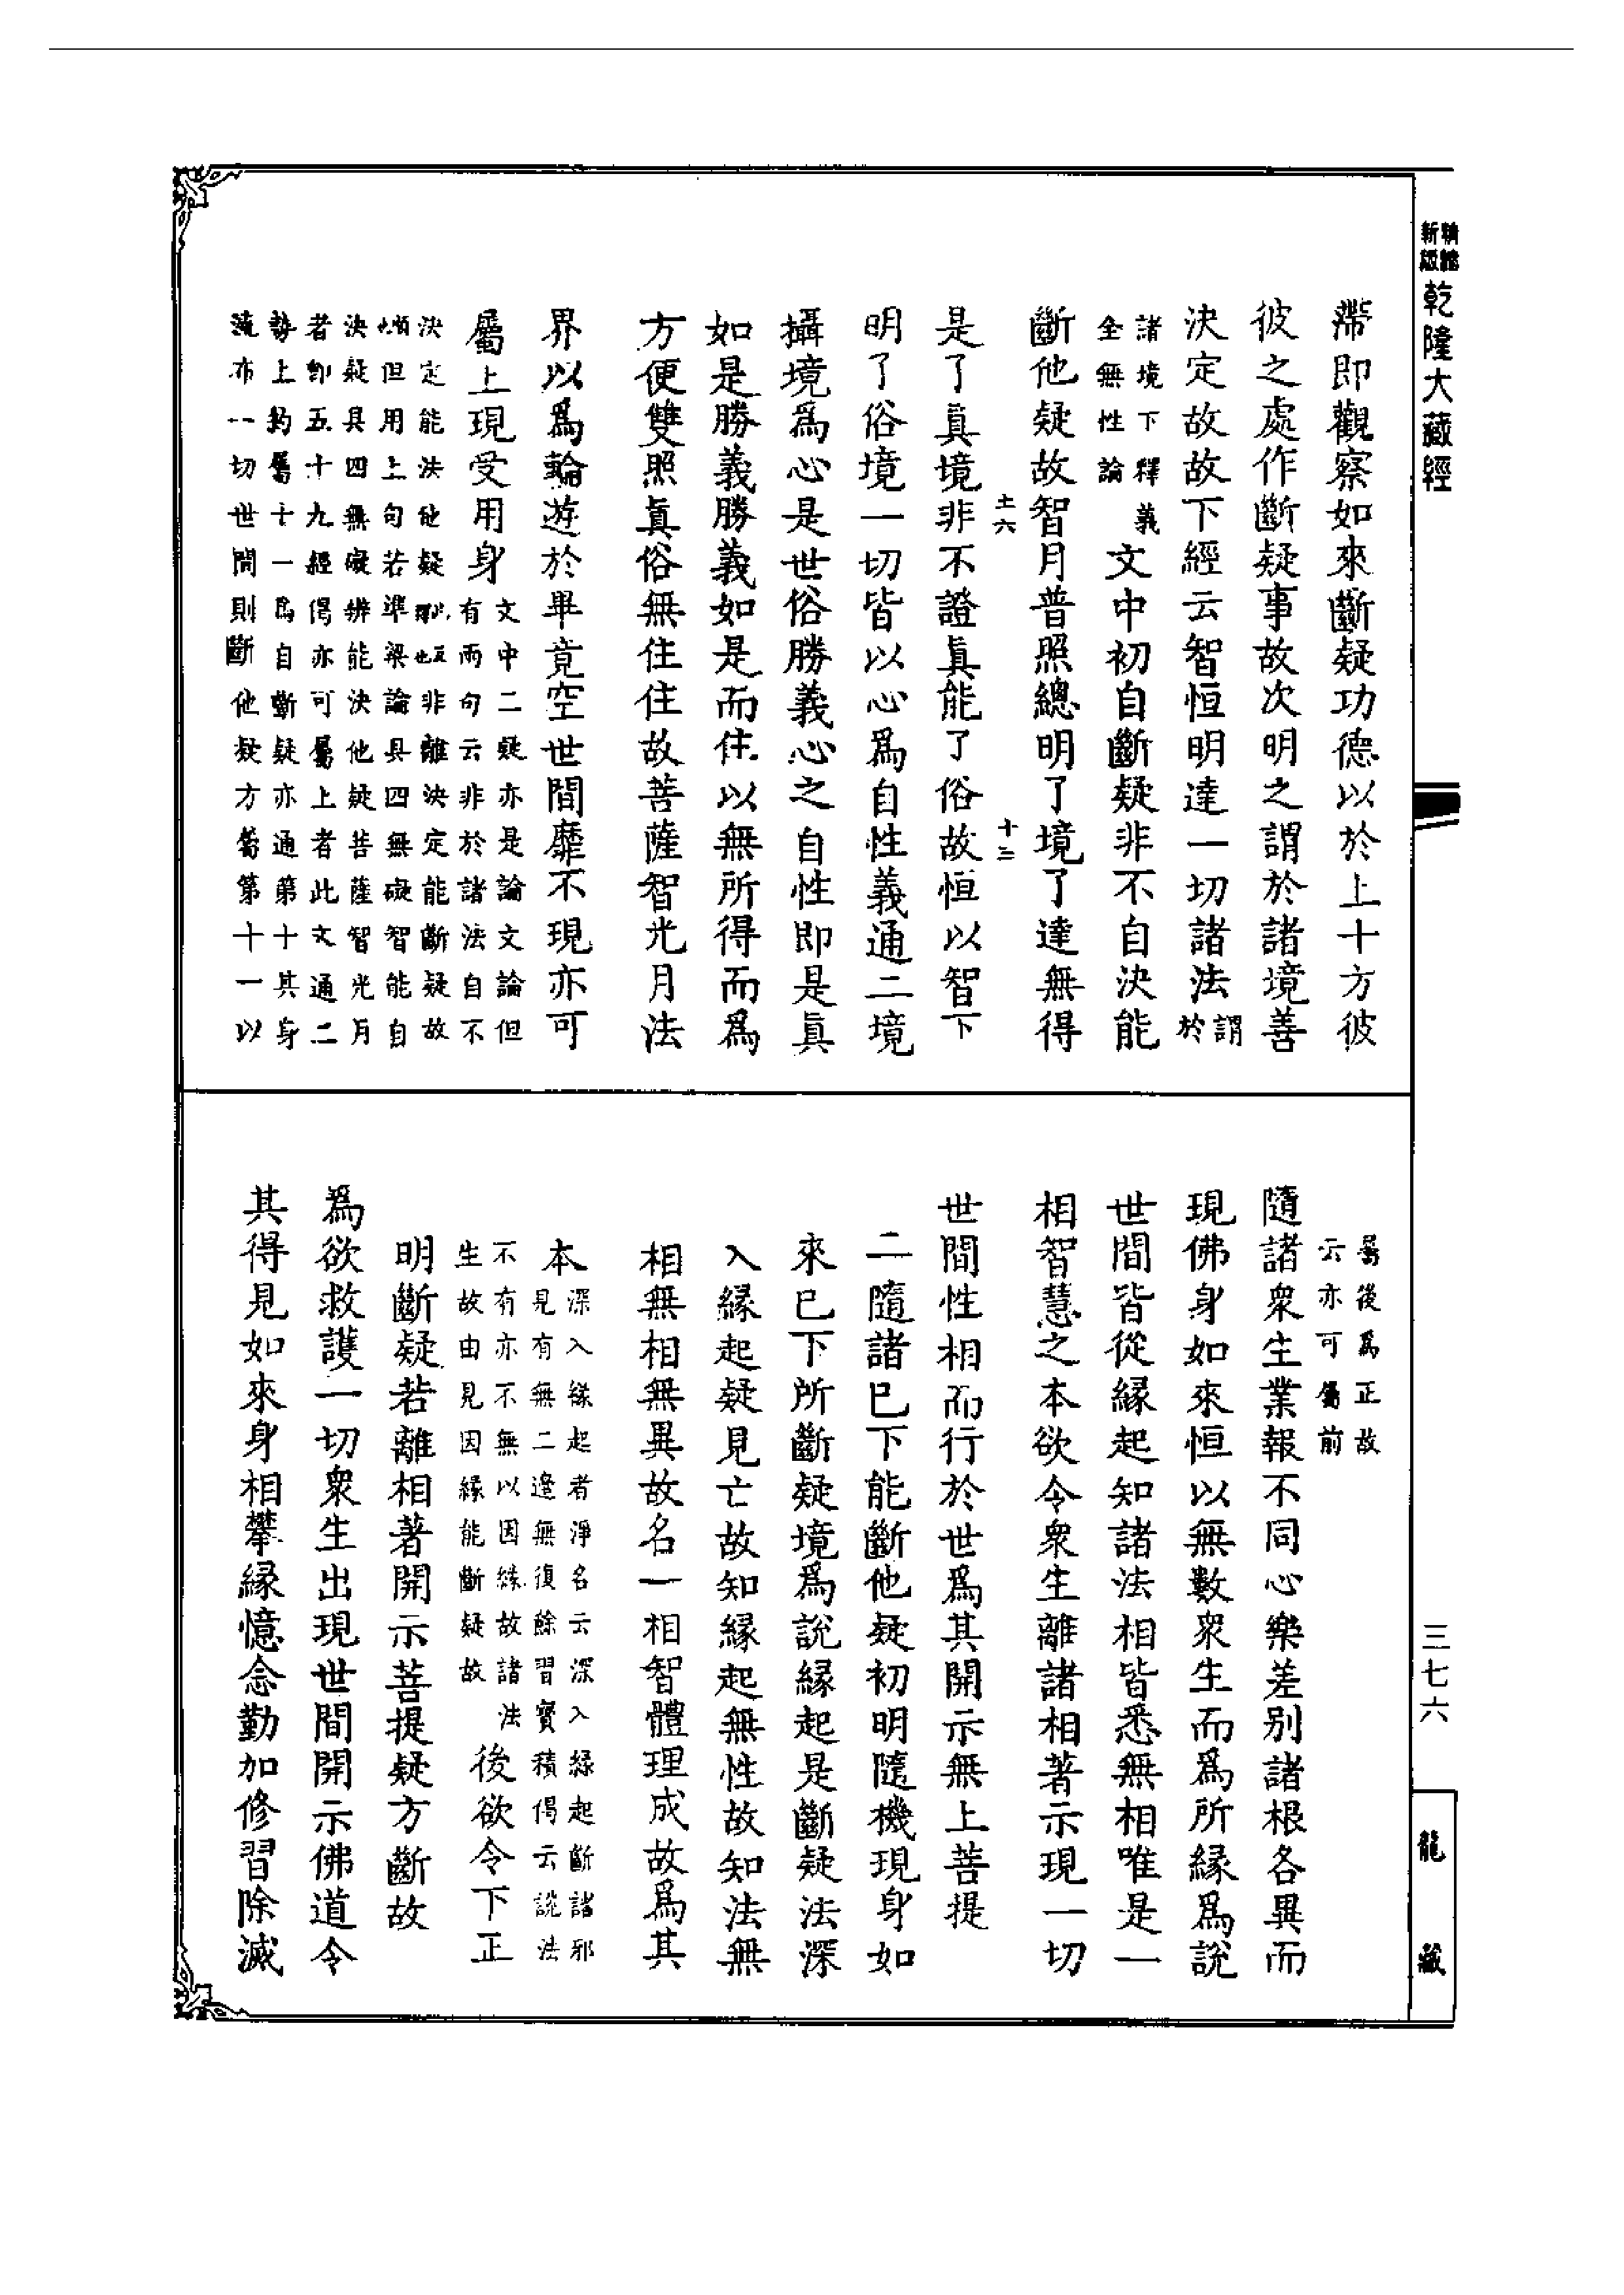 新版
精縮
乾隆大藏經
滯即觀察如來斷疑功德以於上十方彼
彼之處作斷疑事故次明之謂於諸境善
決定故故下經云智恒明達一切諸法謂於
諸境下釋義
全無性論
文中初自斷疑非不自決能
斷他疑故智月普照總明了境了達無得
土六
十三
是了真境非不證眞能了俗故恒以智下
明了俗境一切皆以心爲自性義通二境
攝境爲心是世俗勝義心之自性即是眞
如是勝義勝義如是而住以無所得而爲
方便雙照眞俗無住住故菩薩智光月法
界以爲輪遊於畢竟空世間靡不現亦可
屬上現受用身
文中二疑亦是論文論但
有兩句云非於諸法自不
決定能決他疑非離決定能斷疑故
但用上句若準梁論具四無礙智能自
決疑具四無礙辨能決他疑菩薩智光月
者即五十九經偈亦可屬上者此文通二
勢上約屬十一爲自斷疑亦通第十其身
流布一切世間則斷他疑方屬第十一以
屬後爲正故
云亦可屬前
隨諸衆生業報不同心樂差别諸根各異而
現佛身如來恒以無數衆生而爲所緣爲說
世間皆從緣起知諸法相皆悉無相唯是一
相智慧之本欲令衆生離諸相著示現一切
世間性相而行於世爲其開示無上菩提
二隨諸已下能斷他疑初明隨機現身如
來已下所斷疑境爲說緣起是斷疑法深
入緣起疑見亡故知緣起無性故知法無
相無相無異故名一相智體理成故爲其
本
深入緣起者淨名云深入緣起斷諸邪
見有無二邊無復餘習寳積偈云說法
不有亦不無以因緣故諸法
生故由見因緣能斷疑故
後欲令下正
明斷疑若離相著開示菩提疑方斷故
爲欲救護一切衆生出現世間開示佛道令
其得見如來身相攀緣憶念勤加修習除滅
三七六
龍藏